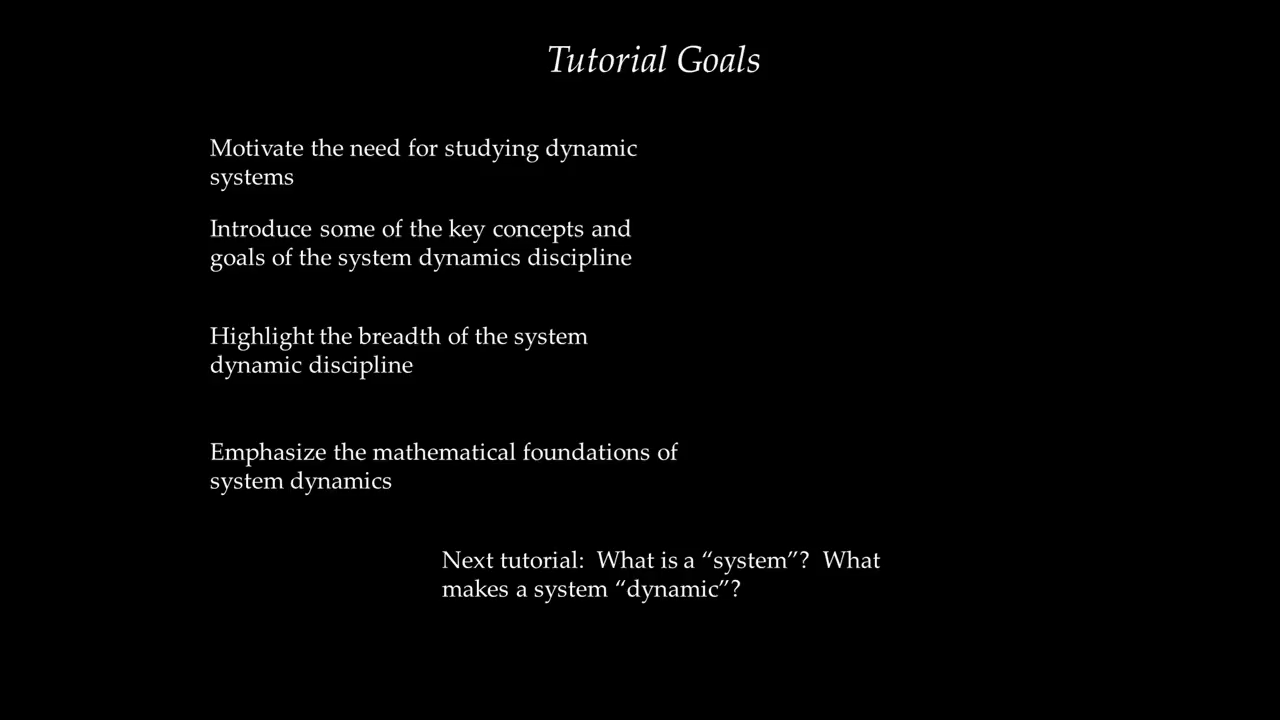 Tutorial Goals
Motivate the need for studying dynamic
systems
Introduce some of the key concepts and
goals of the system dynamics discipline
Highlight the breadth of the system
dynamic discipline
Emphasize the mathematical foundations of
system dynamics
Next tutorial:  What is a “system”?  What
makes a system “dynamic”?